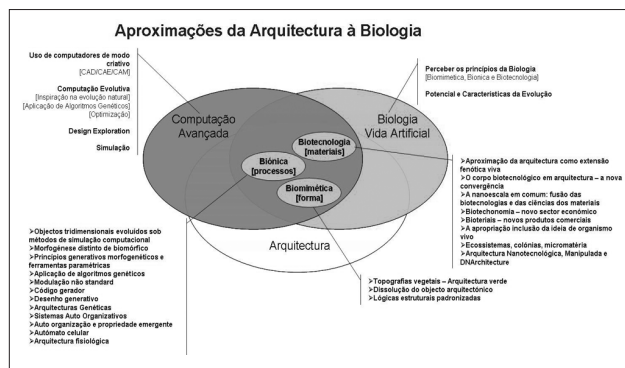 Aproximações da Arquitectura à Biologia
Uso de computadores de modo
criativo
[CAD/CAE/CAM]
Computação Evolutiva
[Inspiração na evolução natural]
[Aplicação de Algoritmos Genéticos]
[Optimização]
Design Exploration
Simulação
Perceber os princípios da Biologia
[Biomimetica, Bionica e Biotecnologia]
Potencial e Características da Evolução
Computação
Avançada
Biologia
Vida Artificial
Biotecnologia
[materiais]
Biónica
[processos]
Biomimética
[forma]
Arquitectura
➢Aproximação da arquitectura como extensão
fenótica viva
➢O corpo biotecnológico em arquitectura – a nova
convergência
➢A nanoescala em comum: fusão das
biotecnologias e das ciências dos materiais
➢Biotechonomia – novo sector económico
➢Bioteriais – novos produtos comerciais
➢A apropriação inclusão da ideia de organismo
vivo
➢Ecossistemas, colónias, micromatéria
➢Arquitectura Nanotecnológica, Manipulada e
DNArchitecture
➢Objectos tridimensionais evoluídos sob
métodos de simulação computacional
➢Morfogénese distinto de biomórfico
➢Princípios generativos morfogenéticos e
ferramentas paramétricas
➢Aplicação de algoritmos genéticos
➢Modulação não standard
➢Código gerador
➢Desenho generativo
➢Arquitecturas Genéticas
➢Sistemas Auto Organizativos
➢Auto organização e propriedade emergente
➢Autómato celular
➢Arquitectura fisiológica
➢Topografias vegetais – Arquitectura verde
➢Dissolução do objecto arquitectónico
➢Lógicas estruturais padronizadas